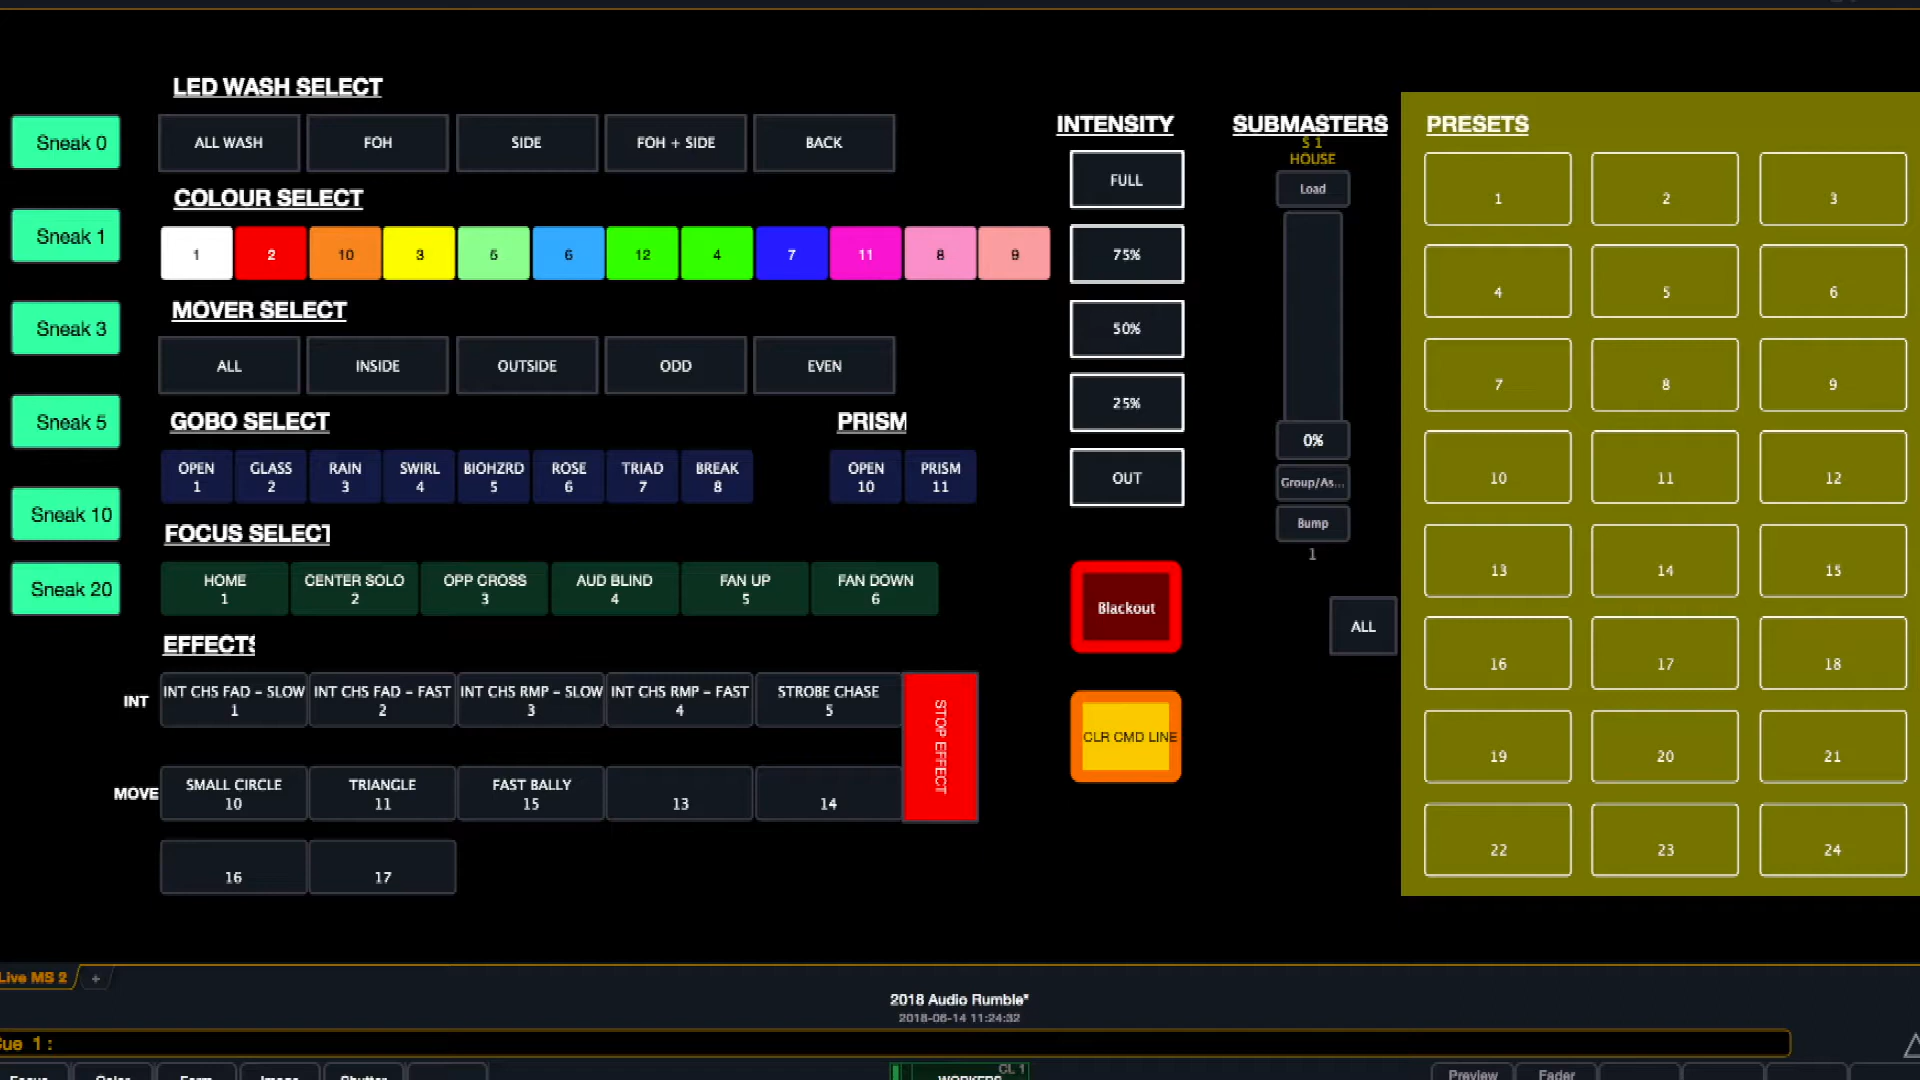 LED WASH SELECT
Sneak 0
ALL WASH
FOH
SIDE
FOH + SIDE
BACK
COLOUR SELECT
Sneak 1
1
2
10
3
5
6
12
4
7
11
8
9
MOVER SELECT
Sneak 3
ALL
INSIDE
OUTSIDE
ODD
EVEN
GOBO SELECT
PRISM
Sneak 5
OPEN
1
GLASS
2
RAIN
3
SWIRL
4
BIOHZRD
5
ROSE
6
TRIAD
7
BREAK
8
OPEN
10
PRISM
11
Sneak 10
FOCUS SELECT
Sneak 20
HOME
1
CENTER SOLO
2
OPP CROSS
3
AUD BLIND
4
FAN UP
5
FAN DOWN
6
EFFECTS
INT
INT CHS FAD – SLOW
1
INT CHS FAD – FAST
2
INT CHS RMP – SLOW
3
INT CHS RMP – FAST
4
STROBE CHASE
5
STOP EFFECT
MOVE
SMALL CIRCLE
10
TRIANGLE
11
FAST BALLY
15
13
14
16
17
INTENSITY
FULL
75%
50%
25%
OUT
Blackout
CLR CMD LINE
SUBMASTERS
S 1
HOUSE
Load
0%
Group/As...
Bump
1
ALL
PRESETS
1
2
3
4
5
6
7
8
9
10
11
12
13
14
15
16
17
18
19
20
21
22
23
24
Live MS 2
+
2018 Audio Rumble*
2018-06-14 11:24:32
Cue 1 :
Focus
Color
Form
Image
Shutter
CL 1
WORKERS
Preview
Fader